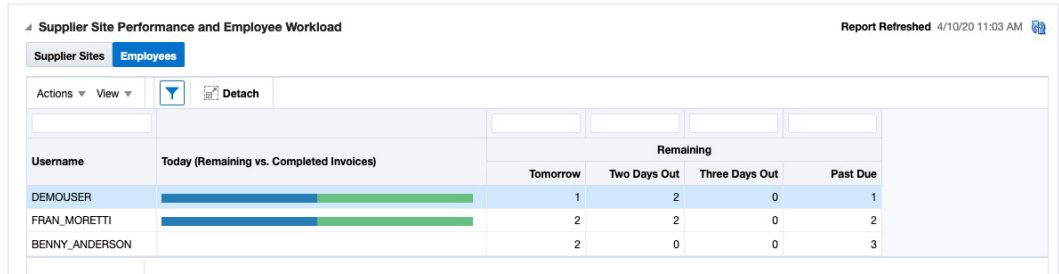 Supplier Site Performance and Employee Workload
Report Refreshed 4/10/20 11:03 AM
Supplier Sites Employees
Actions View Detach
Username Today (Remaining vs. Completed Invoices) Remaining
Tomorrow Two Days Out Three Days Out Past Due
DEMOUSER 1 2 0 1
FRAN_MORETTI 2 2 0 2
BENNY_ANDERSON 2 0 0 3